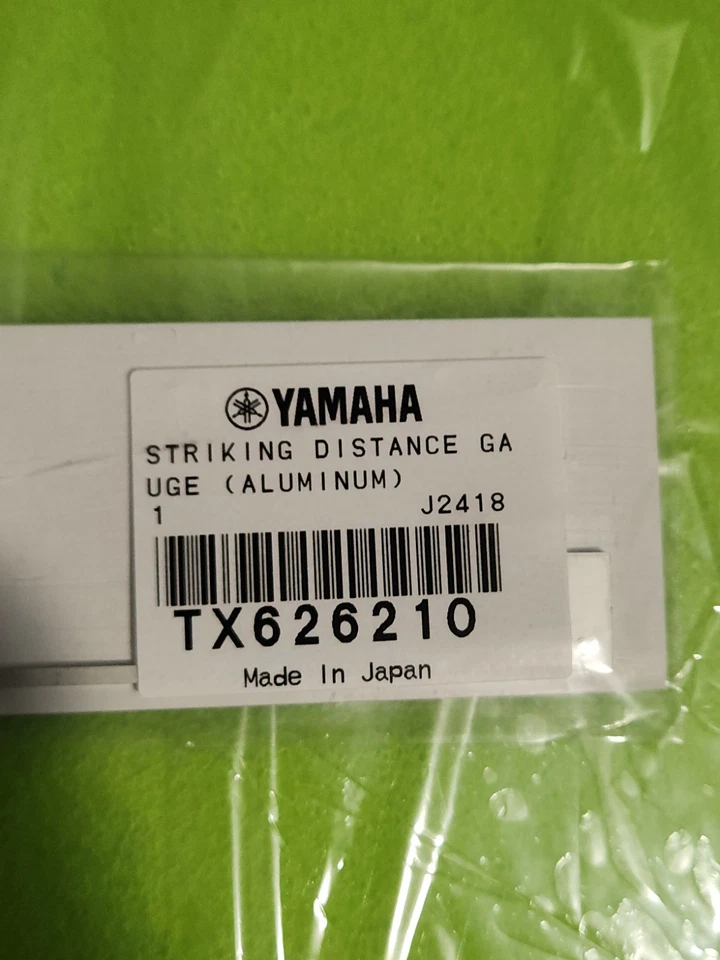 YAMAHA
STRIKING DISTANCE GA
UGE (ALUMINUM)
1 J2418
TX626210
Made In Japan